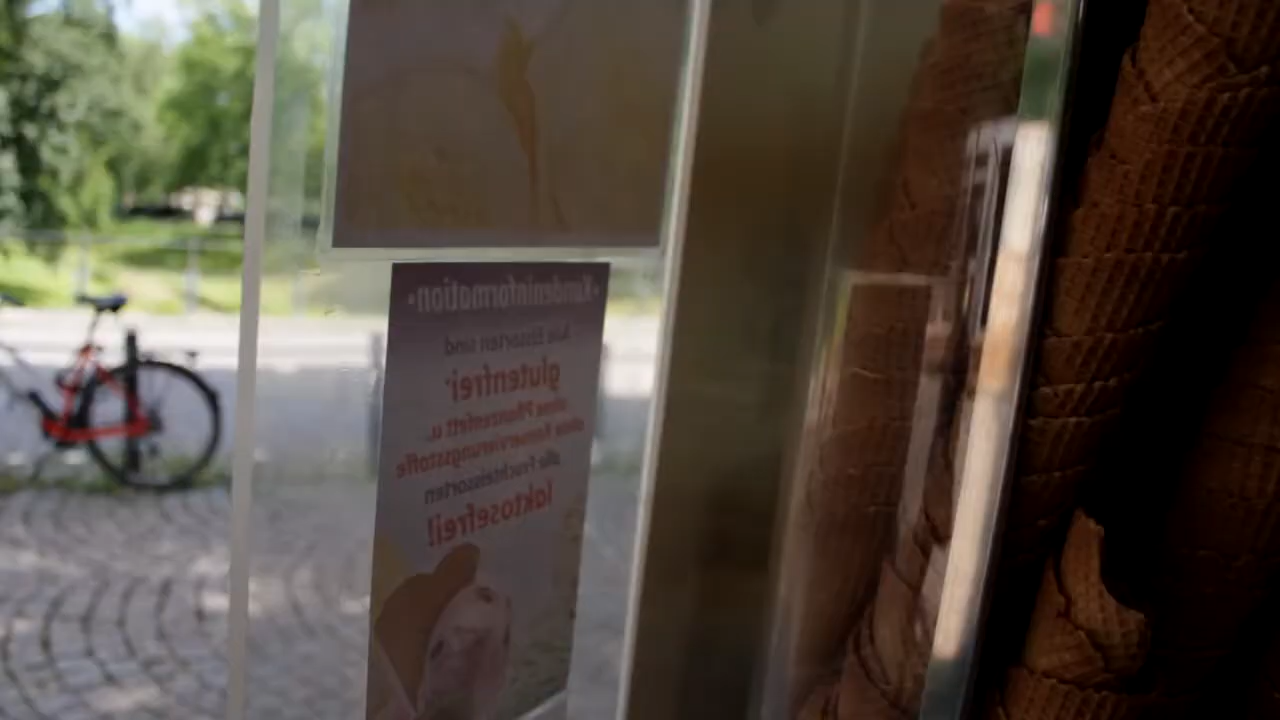 -Kundeninformation-
Alle Eissorten sind
glutenfrei
ohne Pflanzenfett u.
ohne Konservierungsstoffe
alle Fruchteissorten
laktosefrei!